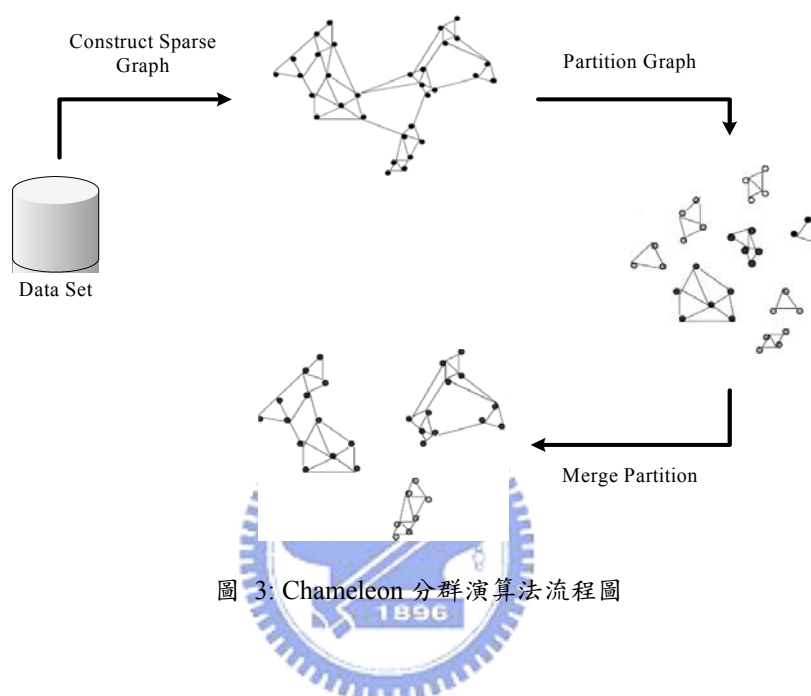 Construct Sparse
Graph
Partition Graph
Data Set
Merge Partition
圖 3: Chameleon 分群演算法流程圖
1896